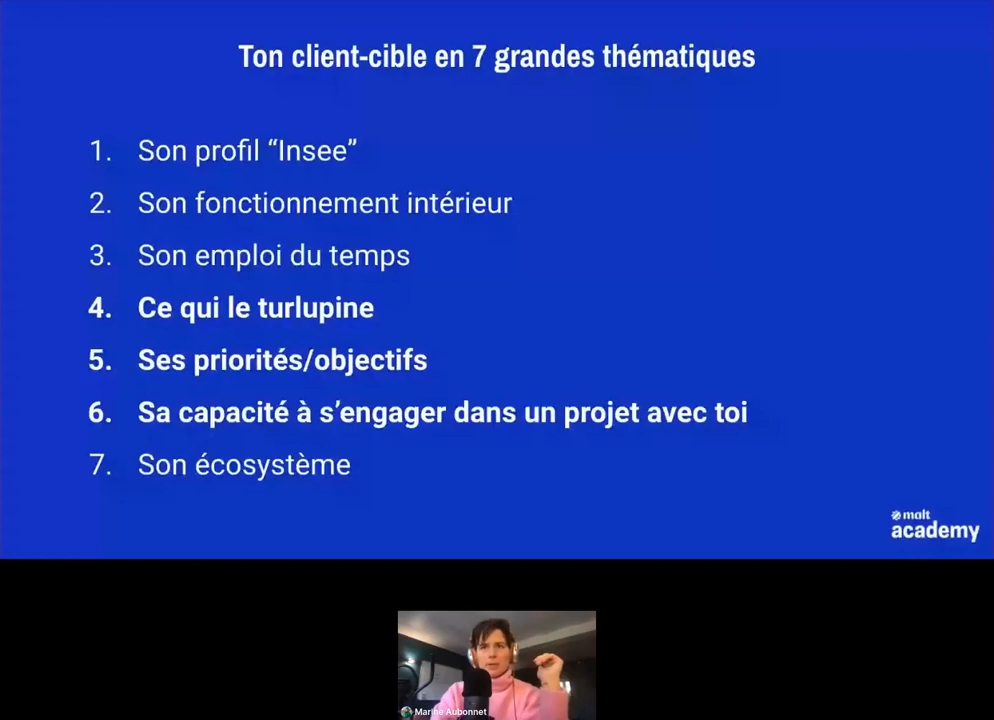 Ton client-cible en 7 grandes thématiques
1. Son profil “Insee”
2. Son fonctionnement intérieur
3. Son emploi du temps
4. Ce qui le turlupine
5. Ses priorités/objectifs
6. Sa capacité à s’engager dans un projet avec toi
7. Son écosystème
malt
academy
Marine Aubonnet